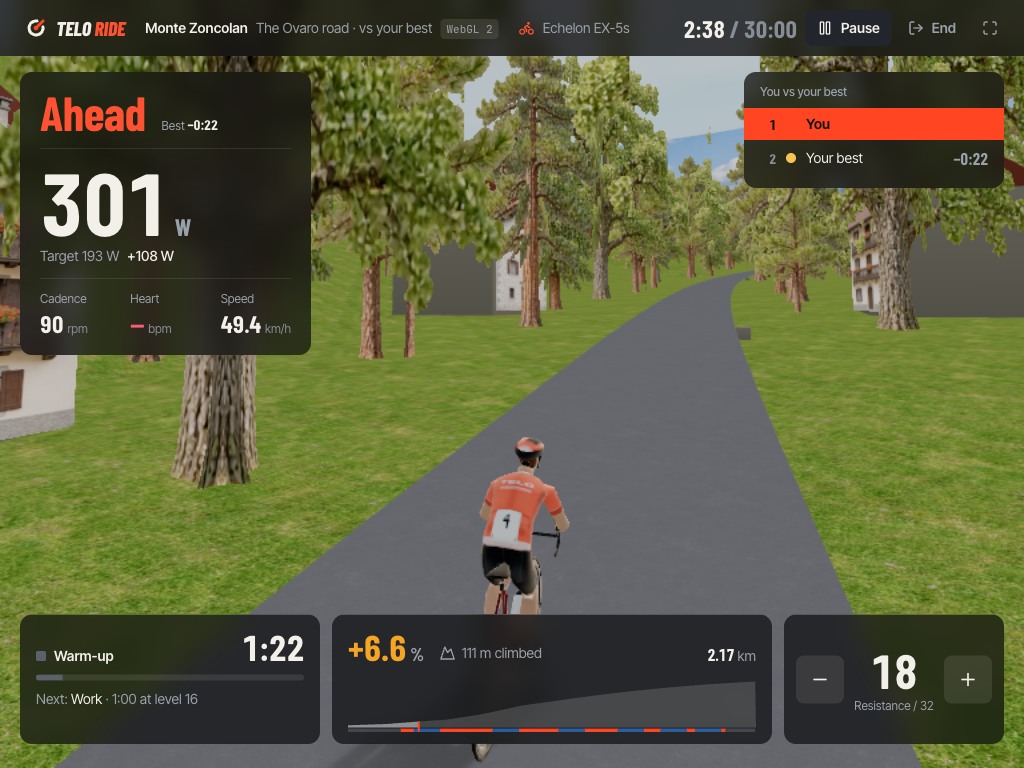 TELO RIDE Monte Zoncolan The Ovaro road · vs your best WebGL 2 Echelon EX-5s 2:38 / 30:00 Pause End
Ahead Best −0:22
301 W
Target 193 W +108 W
Cadence Heart Speed
90 rpm — bpm 49.4 km/h
You vs your best
1 You
2 Your best −0:22
TELO
4
Warm-up 1:22
Next: Work · 1:00 at level 16
+6.6 % 111 m climbed 2.17 km
− 18 +
Resistance / 32